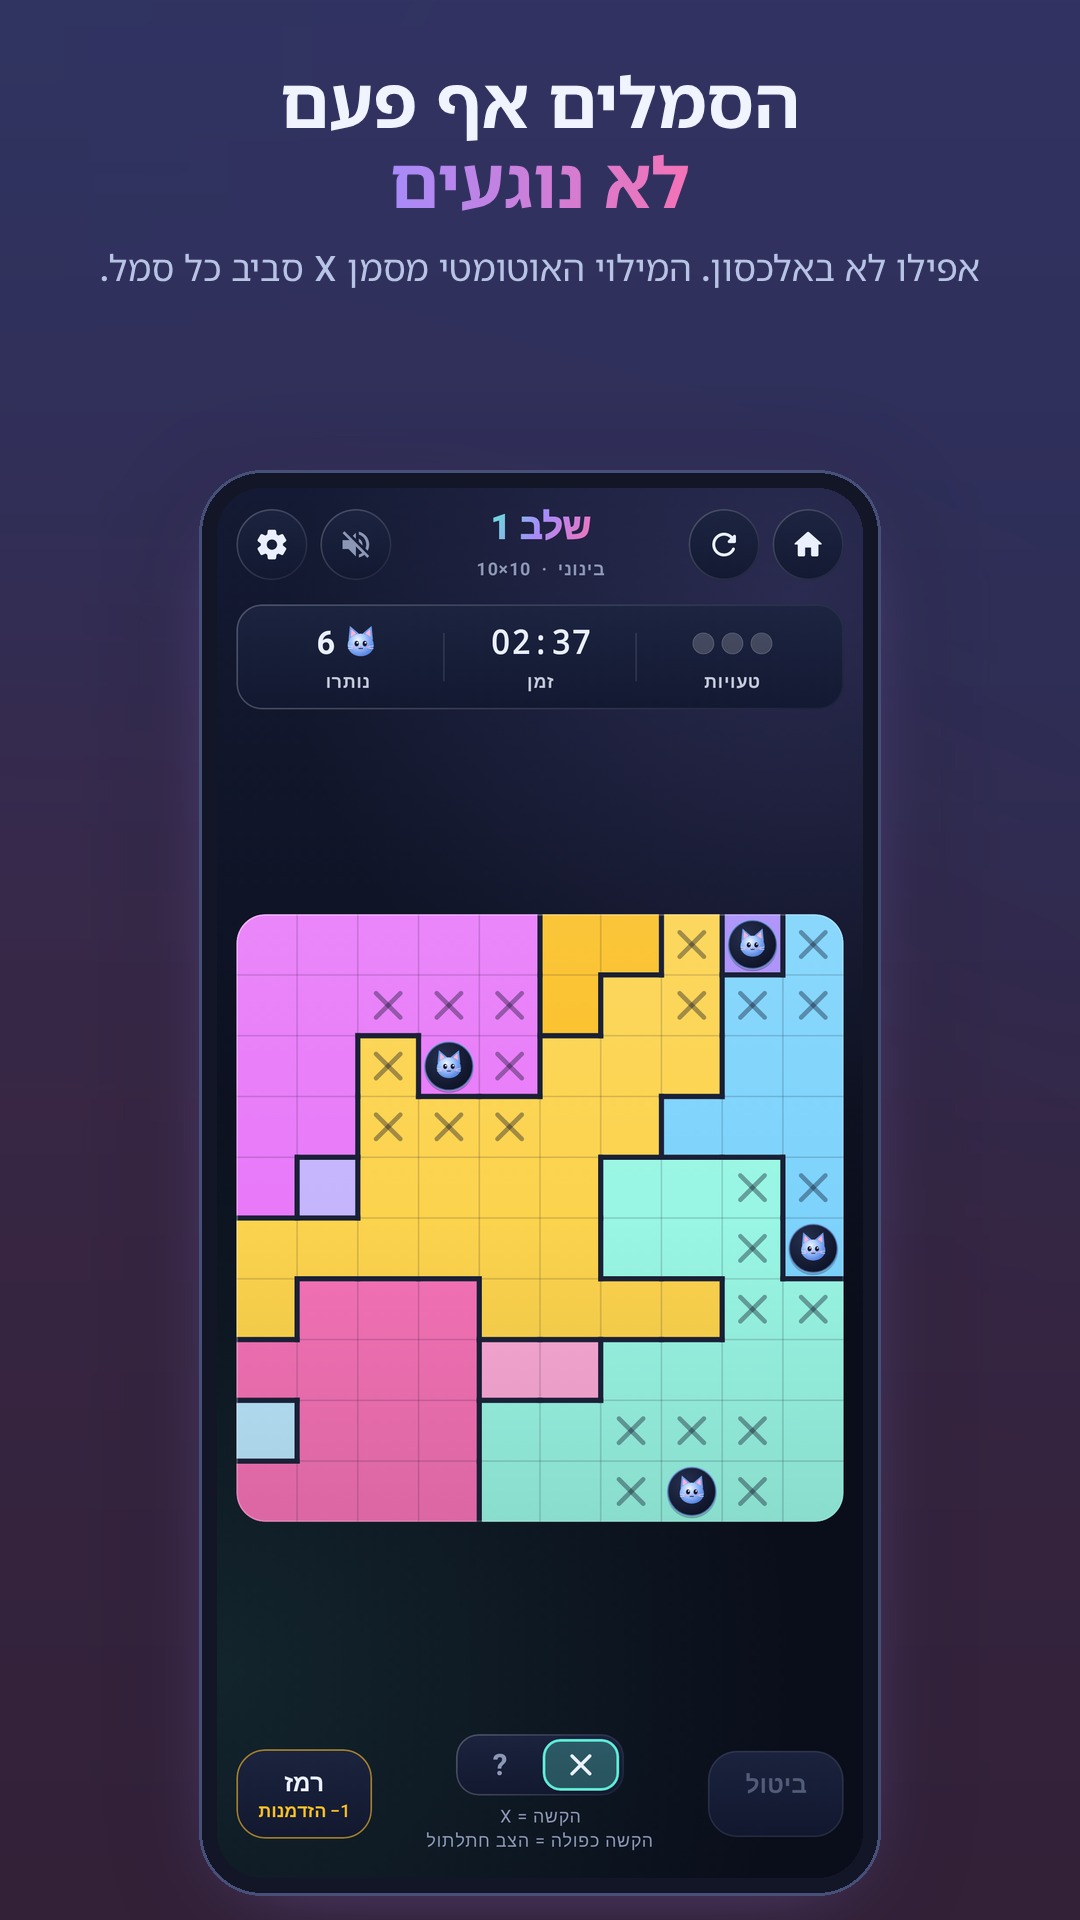 הסמלים אף פעם
לא נוגעים
אפילו לא באלכסון. המילוי האוטומטי מסמן X סביב כל סמל.
שלב 1
בינוני · 10×10
טעויות
02:37
זמן
6
נותרו
ביטול
?
הקשה = X
הקשה כפולה = הצב חתלתול
רמז
1− הזדמנות